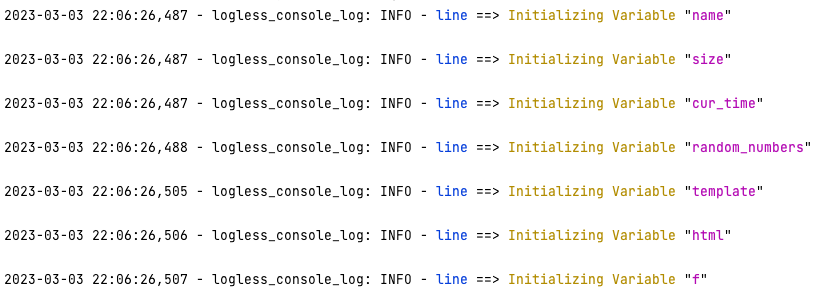 2023-03-03 22:06:26,487 - logless_console_log: INFO - line ==> Initializing Variable "name"
2023-03-03 22:06:26,487 - logless_console_log: INFO - line ==> Initializing Variable "size"
2023-03-03 22:06:26,487 - logless_console_log: INFO - line ==> Initializing Variable "cur_time"
2023-03-03 22:06:26,488 - logless_console_log: INFO - line ==> Initializing Variable "random_numbers"
2023-03-03 22:06:26,505 - logless_console_log: INFO - line ==> Initializing Variable "template"
2023-03-03 22:06:26,506 - logless_console_log: INFO - line ==> Initializing Variable "html"
2023-03-03 22:06:26,507 - logless_console_log: INFO - line ==> Initializing Variable "f"